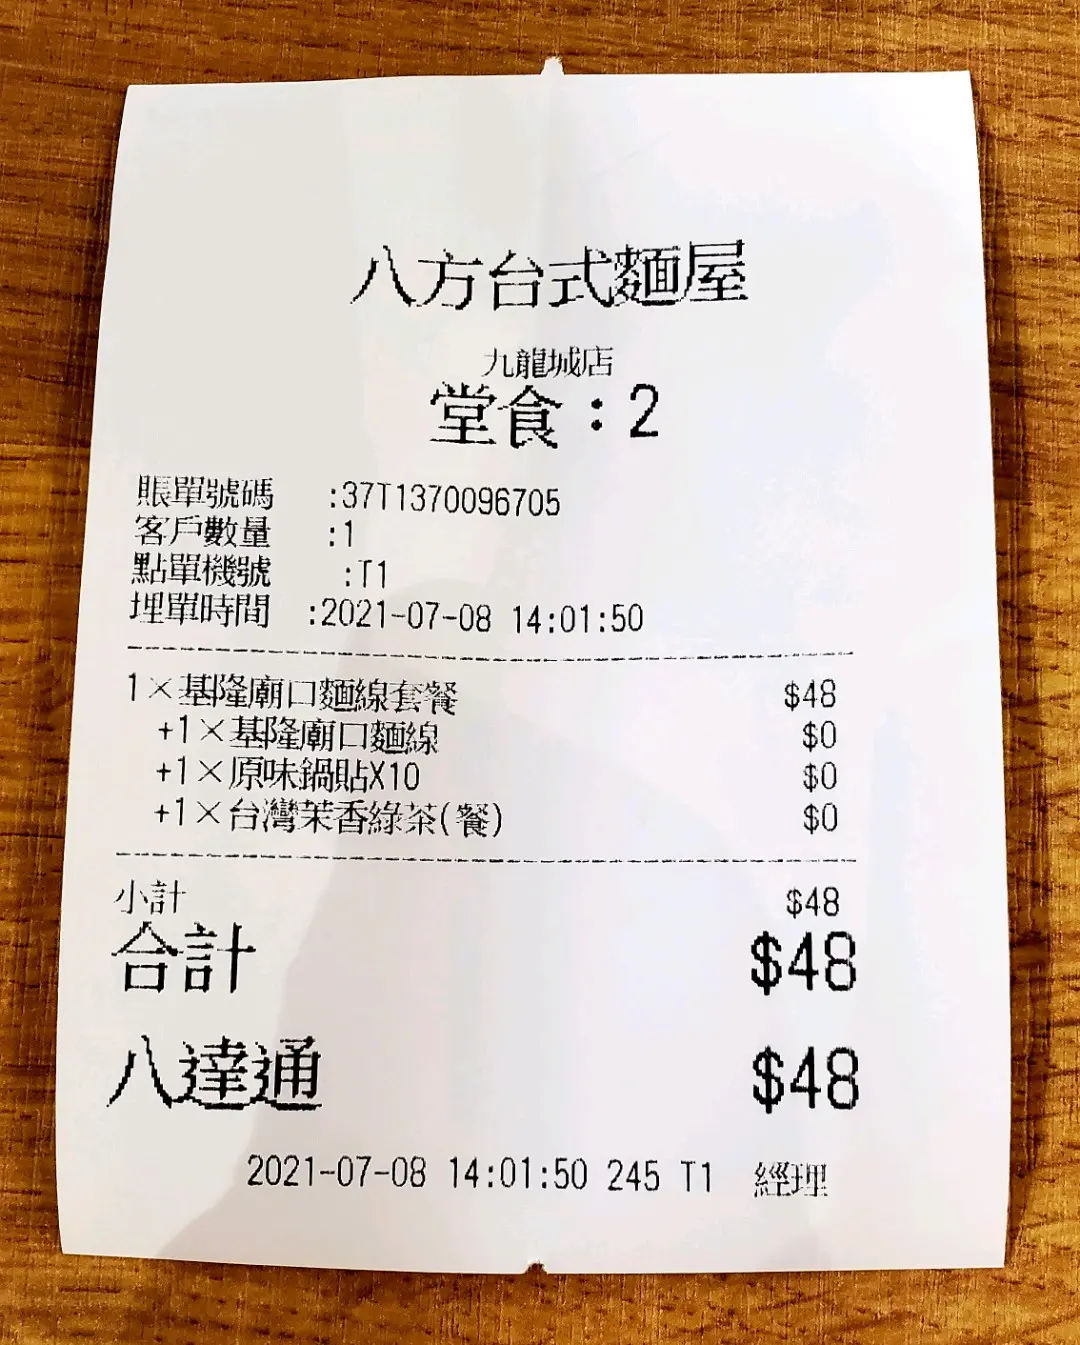 八方台式麵屋
九龍城店
堂食：2
賬單號碼 :37T1370096705
客戶數量 :1
點單機號 :T1
埋單時間 :2021-07-08 14:01:50
1×基隆廟口麵線套餐 $48
+1×基隆廟口麵線 $0
+1×原味鍋貼X10 $0
+1×台灣茉香綠茶(餐) $0
小計 $48
合計 $48
八達通 $48
2021-07-08 14:01:50 245 T1 經理